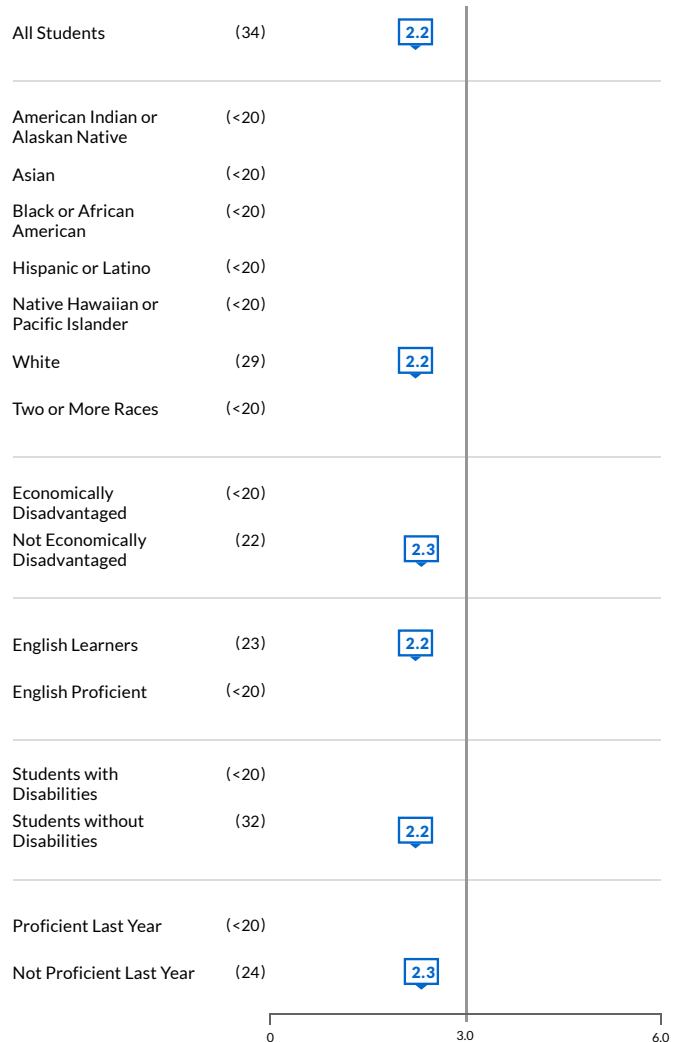 All Students (34) 2.2
American Indian or (<20)
Alaskan Native
Asian (<20)
Black or African (<20)
American
Hispanic or Latino (<20)
Native Hawaiian or (<20)
Pacific Islander
White (29) 2.2
Two or More Races (<20)
Economically (<20)
Disadvantaged
Not Economically (22) 2.3
Disadvantaged
English Learners (23) 2.2
English Proficient (<20)
Students with (<20)
Disabilities
Students without (32) 2.2
Disabilities
Proficient Last Year (<20)
Not Proficient Last Year (24) 2.3
0 3.0 6.0